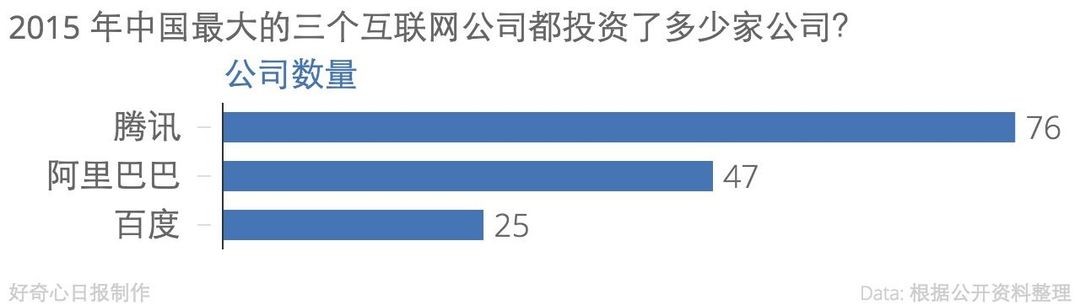 2015 年中国最大的三个互联网公司都投资了多少家公司？
公司数量
腾讯 76
阿里巴巴 47
百度 25
好奇心日报制作 Data: 根据公开资料整理